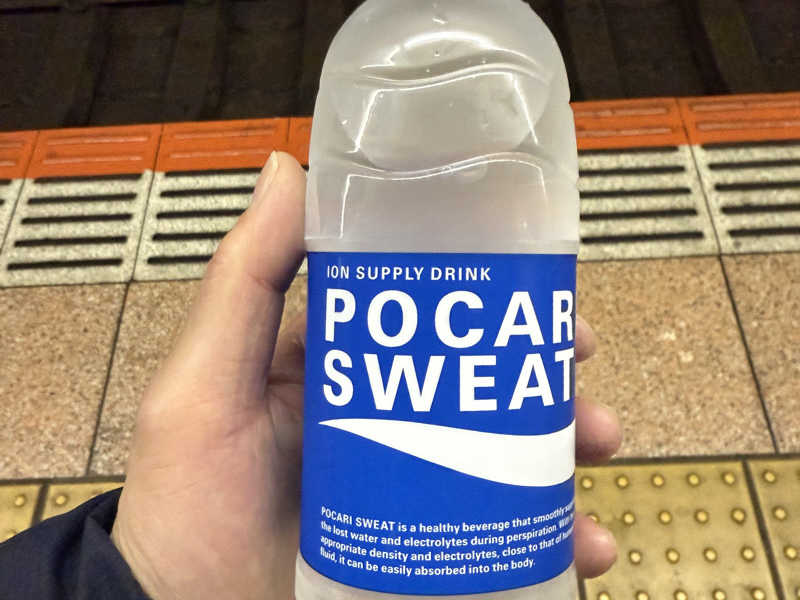 ION SUPPLY DRINK
POCARI
SWEAT
POCARI SWEAT is a healthy beverage that smoothly
the lost water and electrolytes during perspiration. With
appropriate density and electrolytes, close to that of
fluid, it can be easily absorbed into the body.